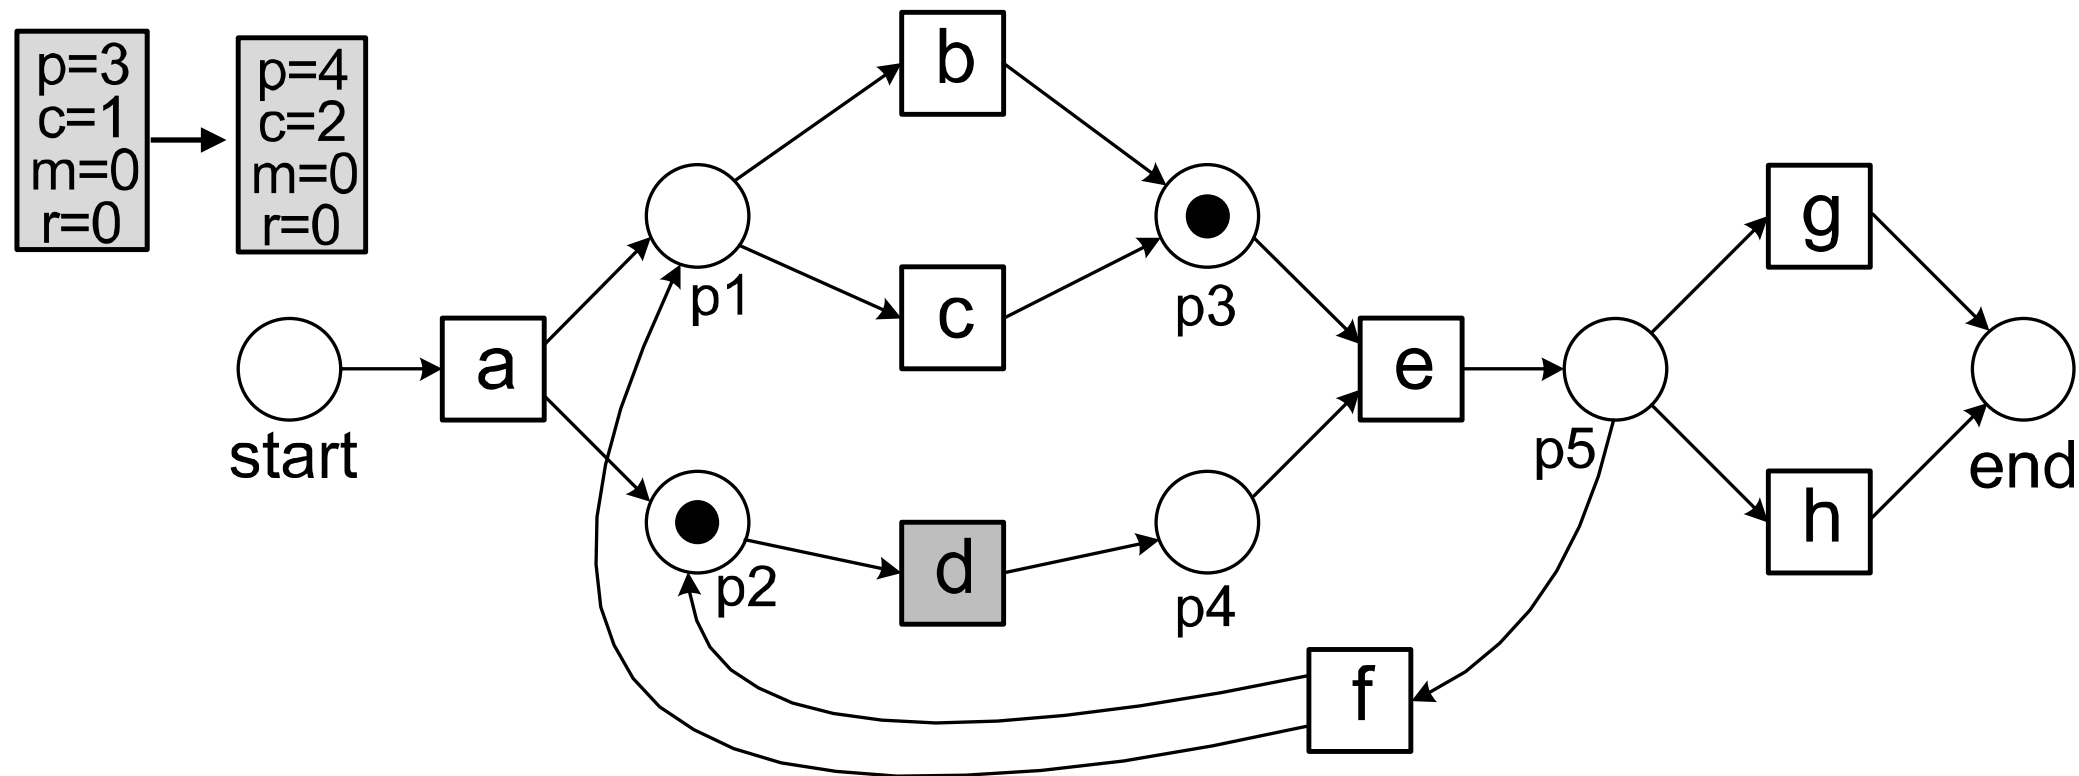 p=3
c=1
m=0
r=0
p=4
c=2
m=0
r=0
start
a
p1
p2
b
c
d
p3
p4
e
f
p5
g
h
end